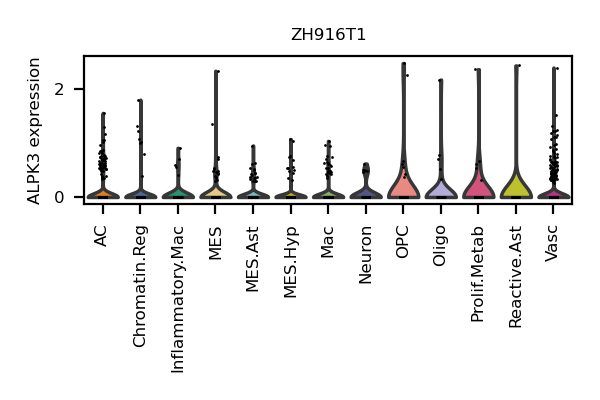 ZH916T1
ALPK3 expression
2
0
AC
Chromatin.Reg
Inflammatory.Mac
MES
MES.Ast
MES.Hyp
Mac
Neuron
OPC
Oligo
Prolif.Metab
Reactive.Ast
Vasc